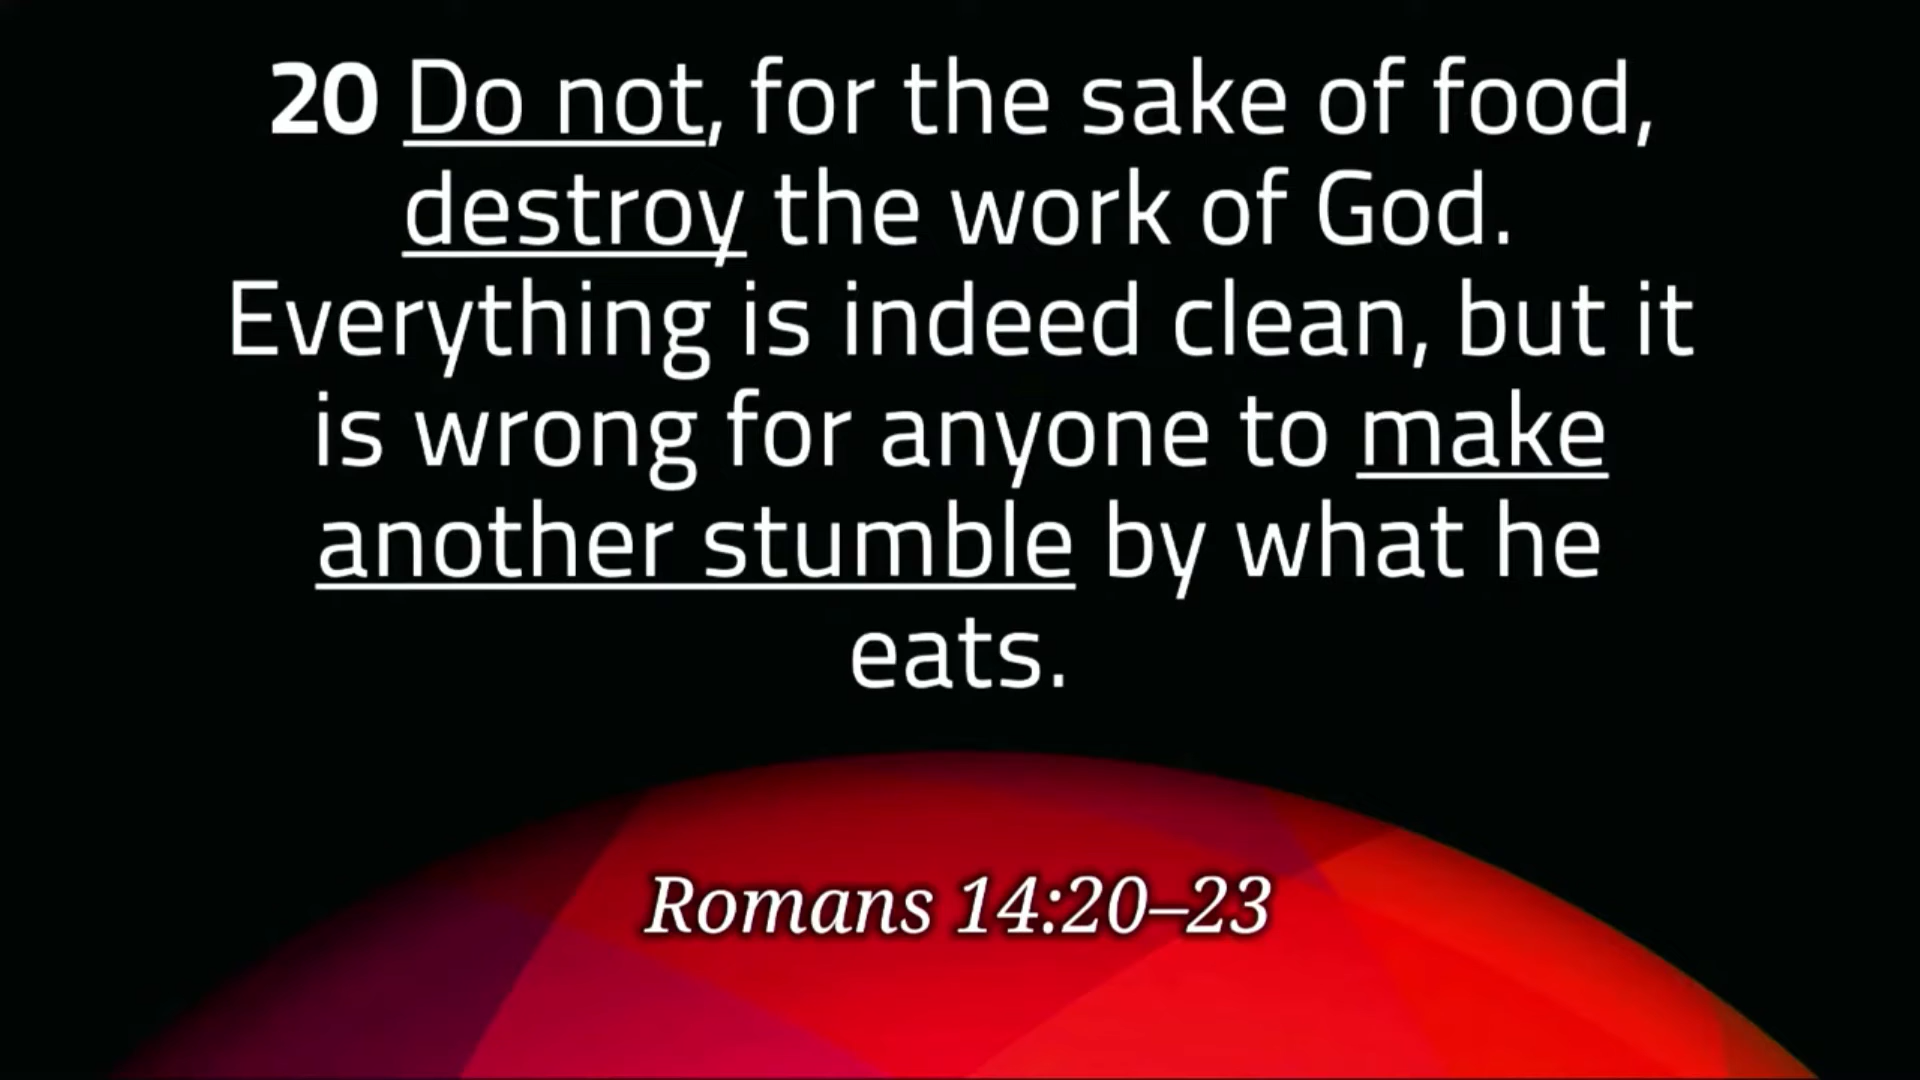 20 Do not, for the sake of food,
destroy the work of God.
Everything is indeed clean, but it
is wrong for anyone to make
another stumble by what he
eats.
Romans 14:20–23